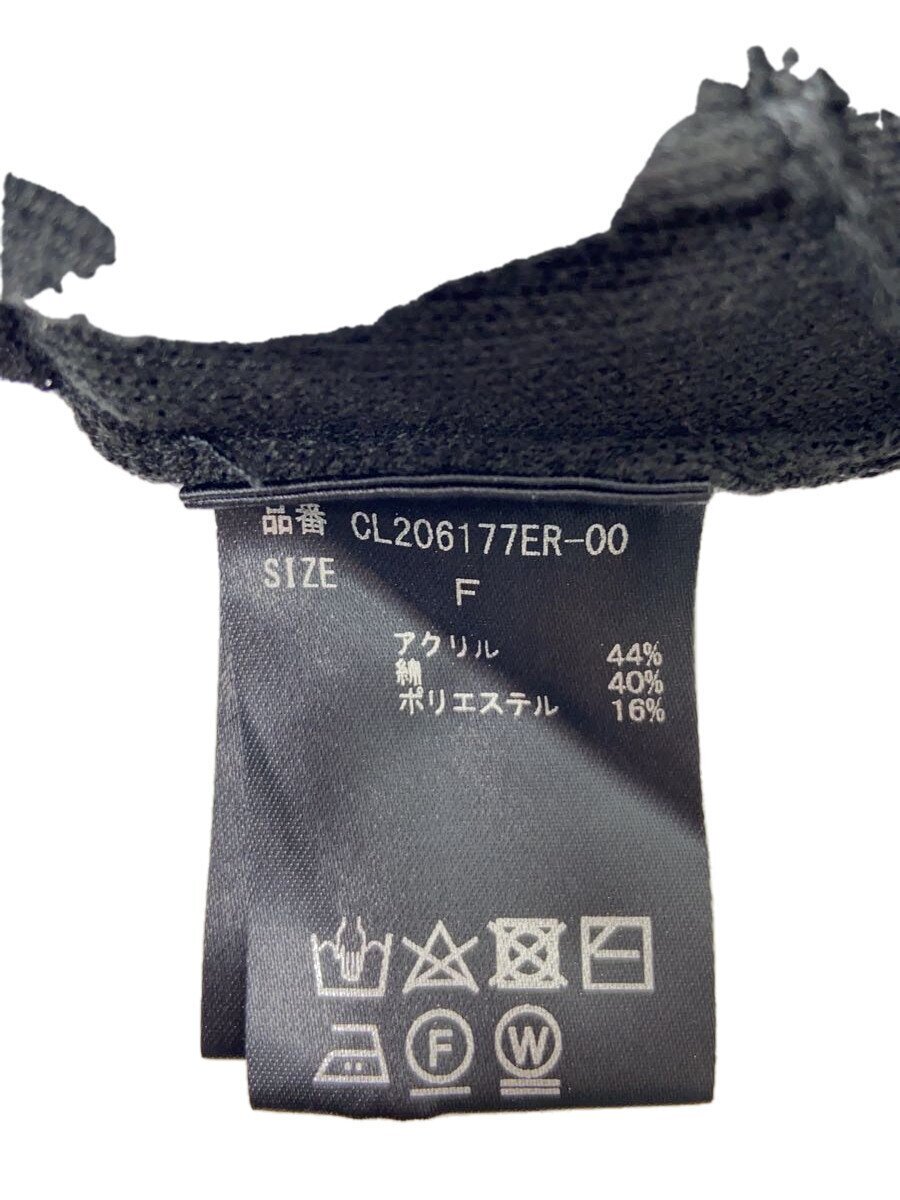 品番 CL206177ER-00
SIZE F
アクリル 44%
綿 40%
ポリエステル 16%
F W